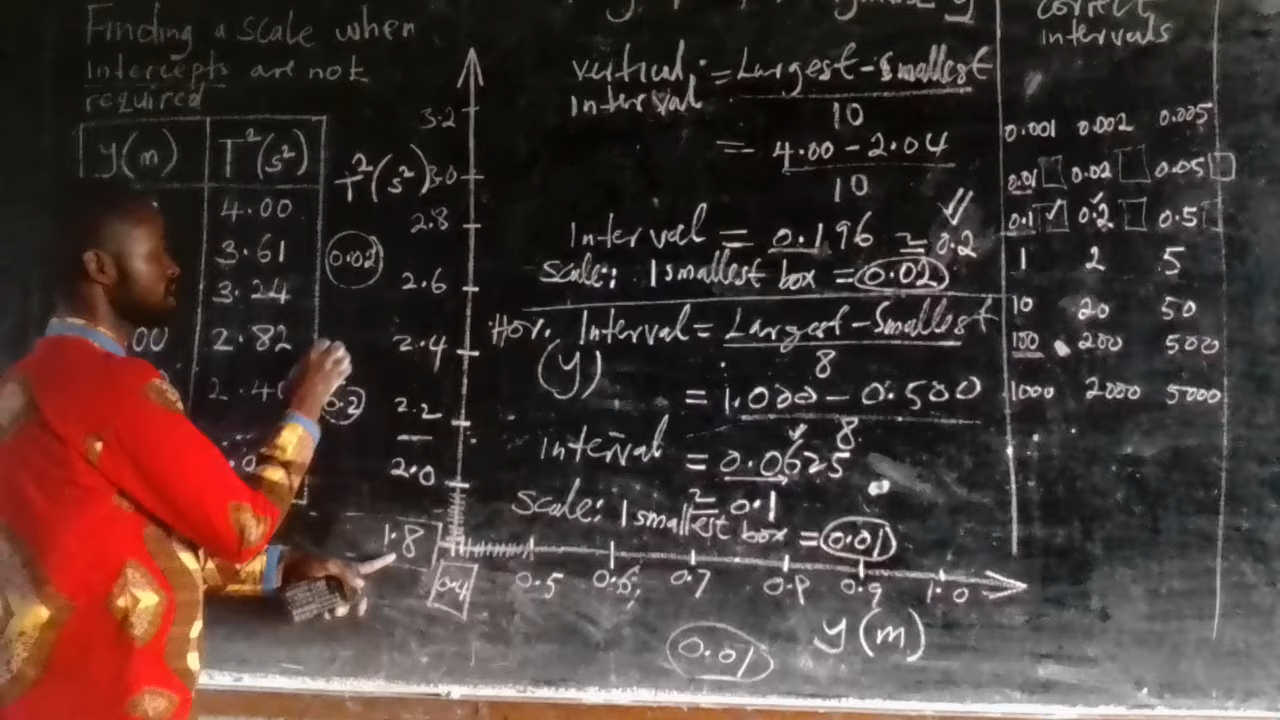 Finding a scale when
intercepts are not
required
y(m) T²(s²)
4.00
3.61
3.24
00 2.82
2.40
.0
T²(s²)
0.02
0.2
3.2
3.0
2.8
2.6
2.4
2.2
2.0
1.8
0.4 0.5 0.6 0.7 0.8 0.9 1.0
y(m)
0.01
vertical = Largest - Smallest
interval 10
= 4.00 - 2.04
10
Interval = 0.196 ≃ 0.2
scale: 1 smallest box = 0.02
Hor. Interval = Largest - Smallest
(y) 8
= 1.000 - 0.500
8
interval = 0.0625
≃ 0.1
scale: 1 smallest box = 0.01
correct
intervals
0.001 0.002 0.005
0.01 0.02 0.05
0.1 0.2 0.5
1 2 5
10 20 50
100 200 500
1000 2000 5000